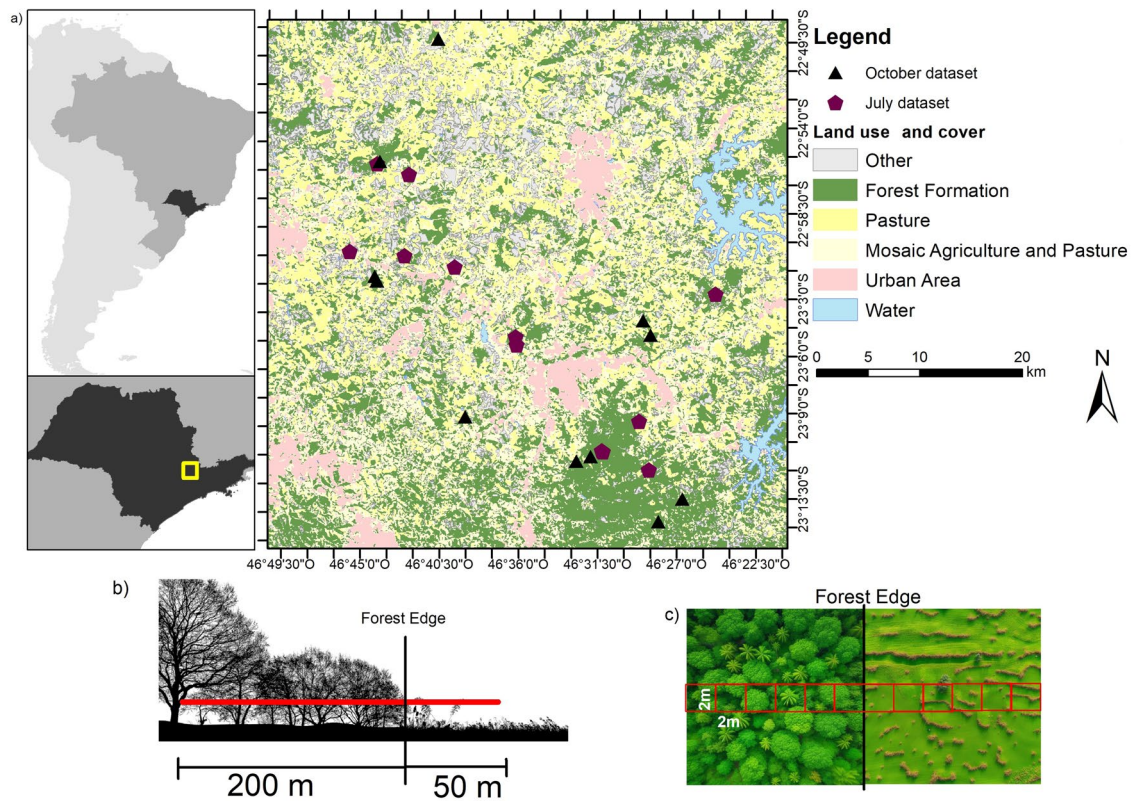 a)
Legend
October dataset
July dataset
Land use and cover
Other
Forest Formation
Pasture
Mosaic Agriculture and Pasture
Urban Area
Water
0 5 10 20
km
N
22°49'30"S
22°54'0"S
22°58'30"S
23°3'30"S
23°6'0"S
23°9'0"S
23°13'30"S
46°49'30"O 46°45'0"O 46°40'30"O 46°36'0"O 46°31'30"O 46°27'0"O 46°22'30"O
b)
Forest Edge
200 m
50 m
c)
Forest Edge
2m
2m